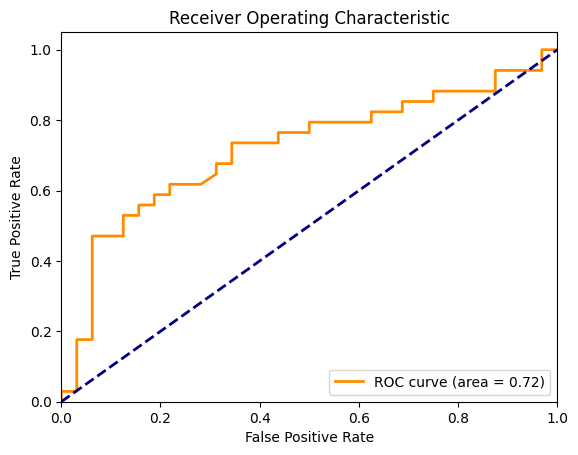 Receiver Operating Characteristic
1.0
0.8
0.6
0.4
0.2
0.0
True Positive Rate
ROC curve (area = 0.72)
0.0 0.2 0.4 0.6 0.8 1.0
False Positive Rate